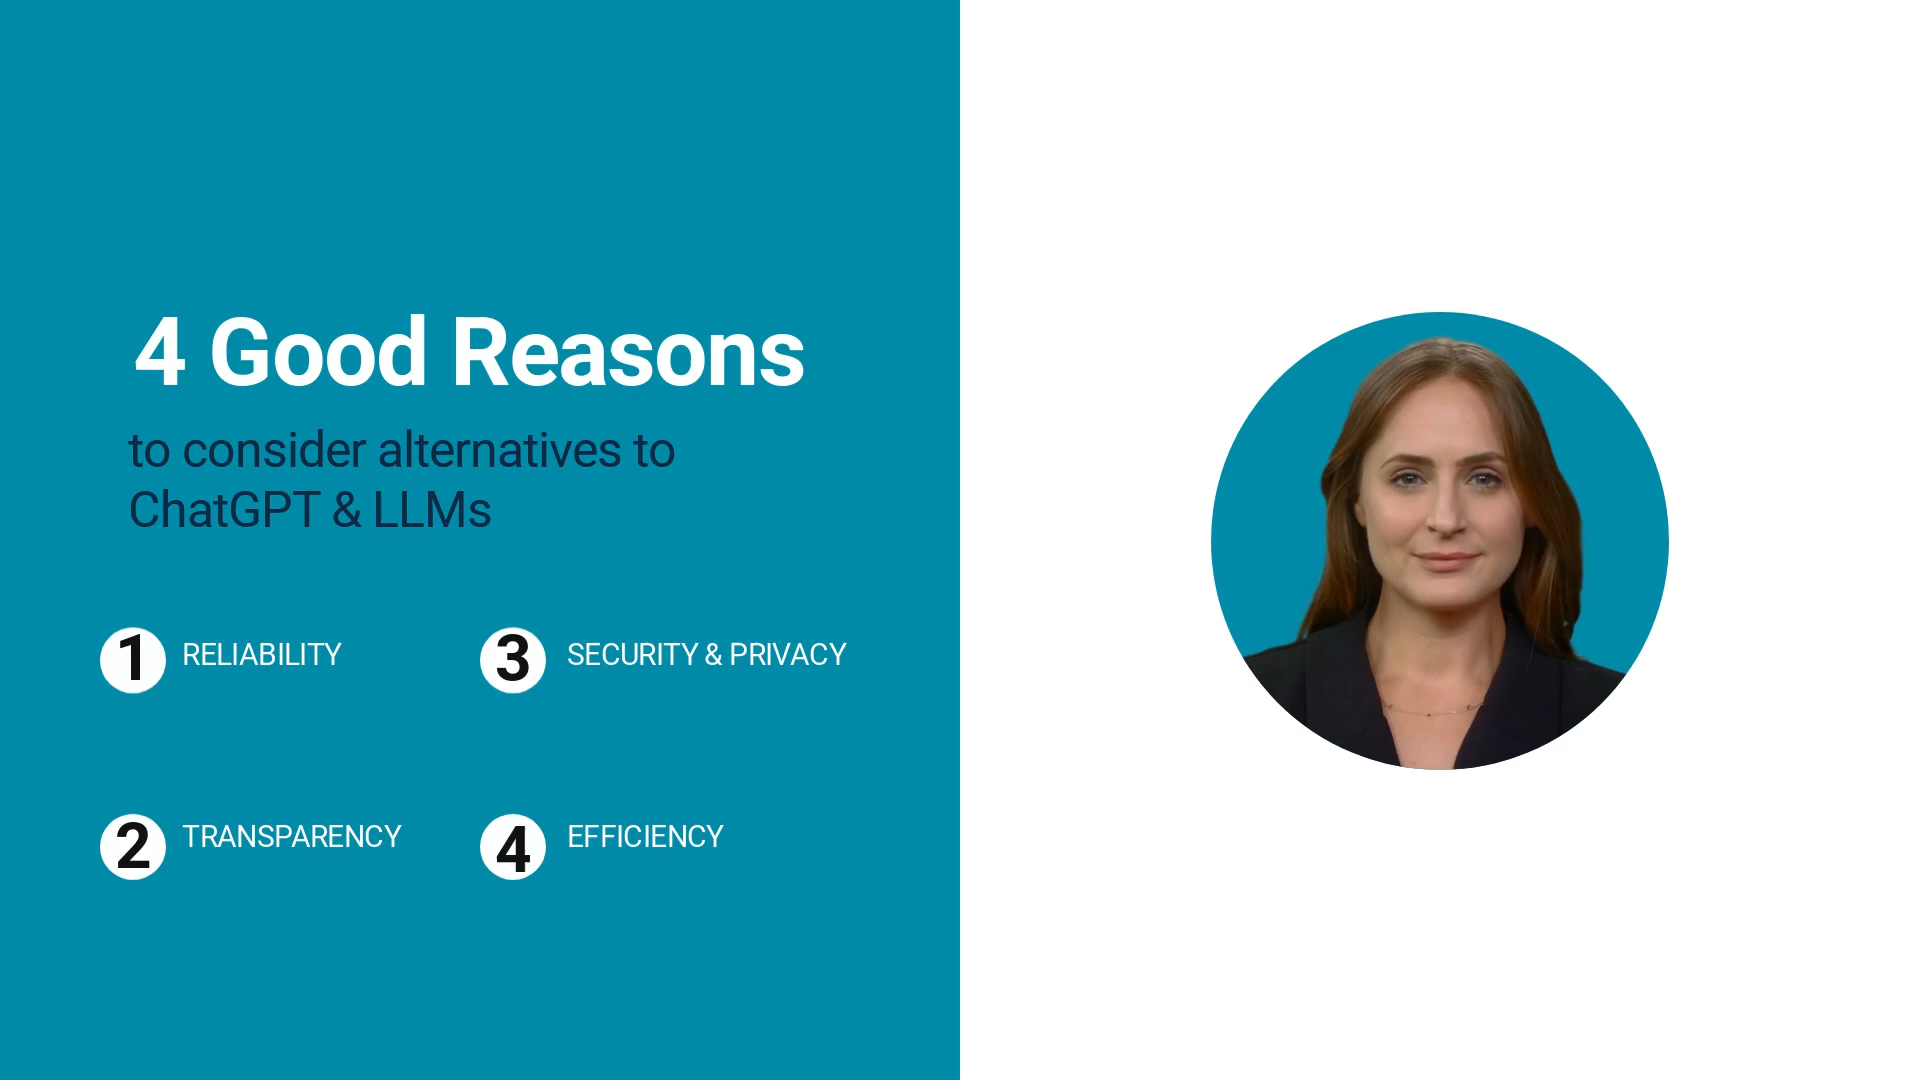 4 Good Reasons
to consider alternatives to
ChatGPT & LLMs
1 RELIABILITY
2 TRANSPARENCY
3 SECURITY & PRIVACY
4 EFFICIENCY